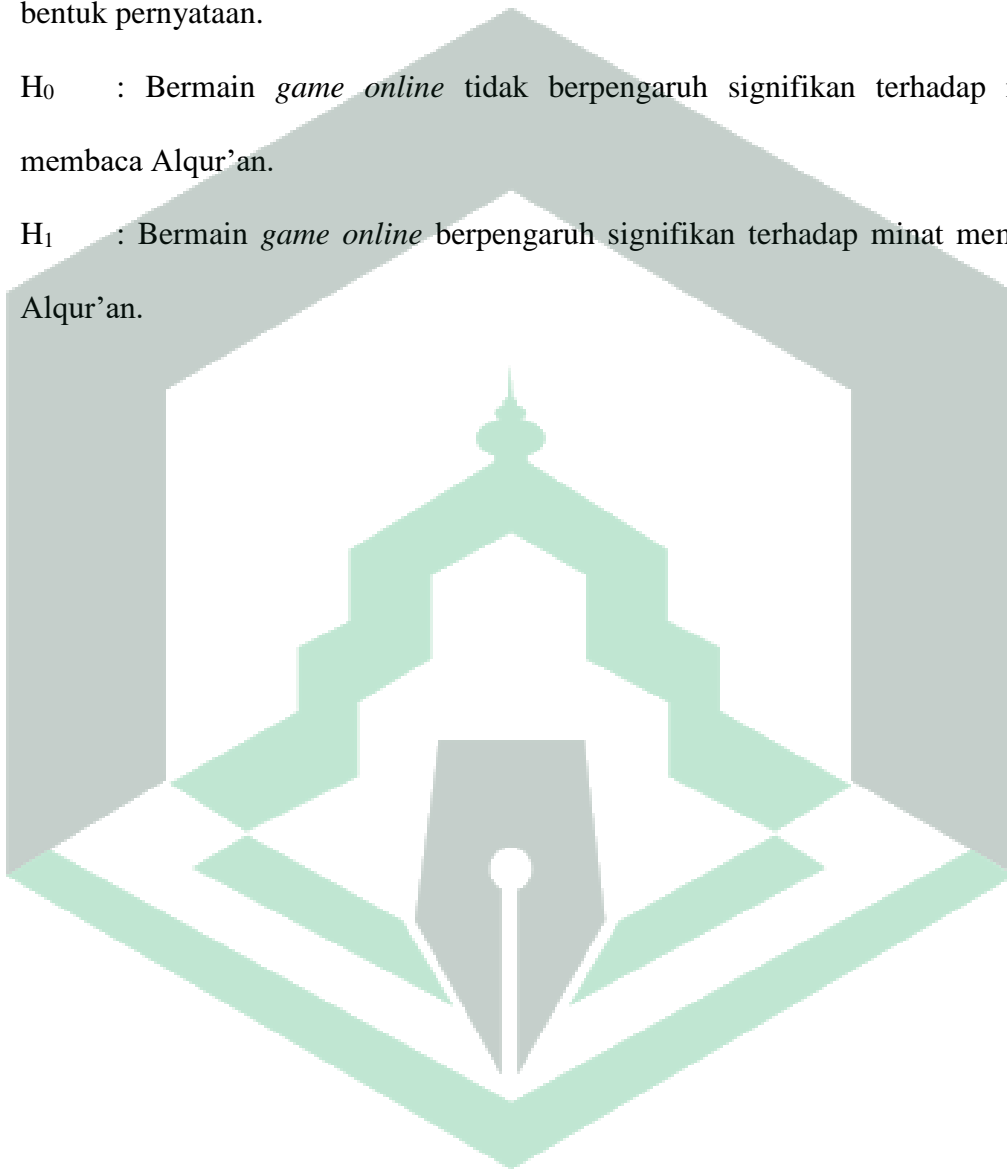 bentuk pernyataan.
H₀ : Bermain game online tidak berpengaruh signifikan terhadap
membaca Alqur’an.
H₁ : Bermain game online berpengaruh signifikan terhadap minat
Alqur’an.